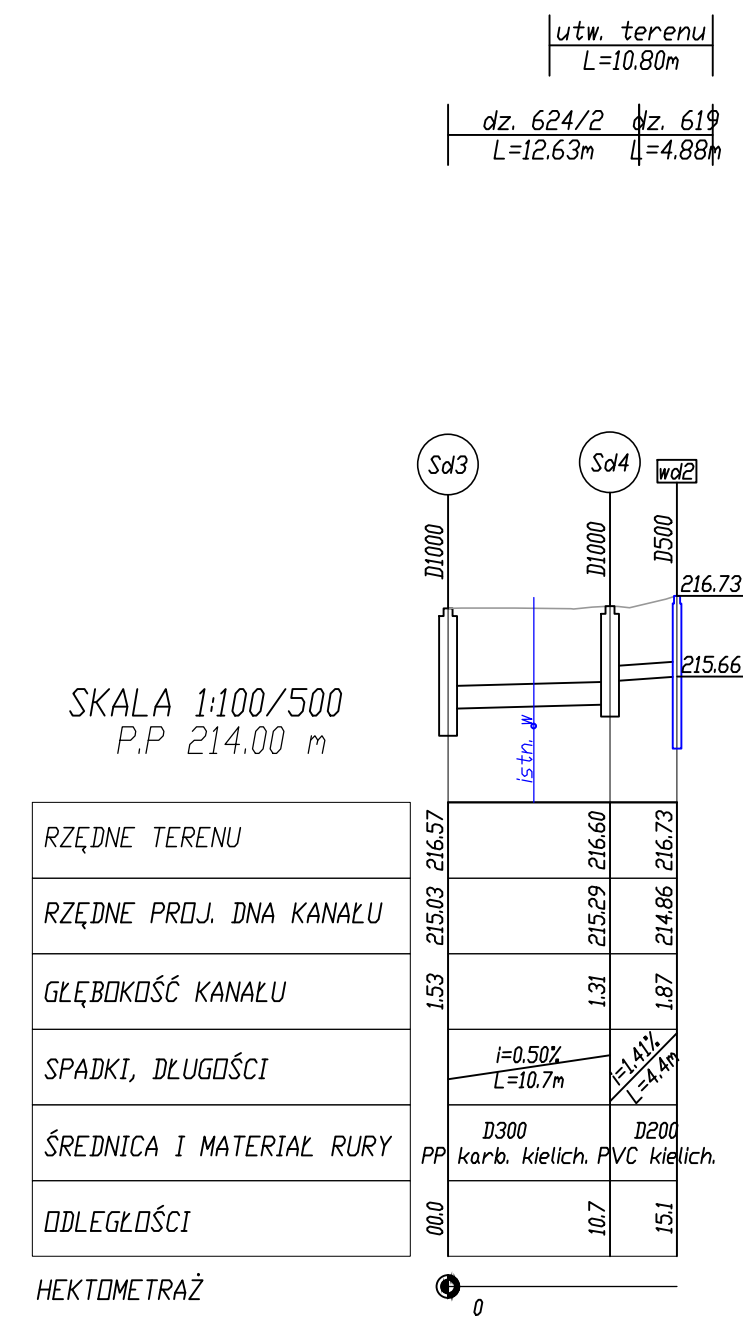 utw. terenu
L=10.80m
dz. 624/2 dz. 619
L=12.63m L=4.88m
Sd3 Sd4 wd2
D1000 D1000 D500
216.73
215.66
SKALA 1:100/500
P.P 214.00 m
istn. w
RZĘDNE TERENU 216.57 216.60 216.73
RZĘDNE PROJ. DNA KANAŁU 215.03 215.29 214.86
GŁĘBOKOŚĆ KANAŁU 1.53 1.31 1.87
SPADKI, DŁUGOŚCI i=0.50% L=10.7m i=1.41% L=4.4m
ŚREDNICA I MATERIAŁ RURY D300 D200
PP karb. kielich. PVC kielich.
ODLEGŁOŚCI 00.0 10.7 15.1
HEKTOMETRAŻ
0